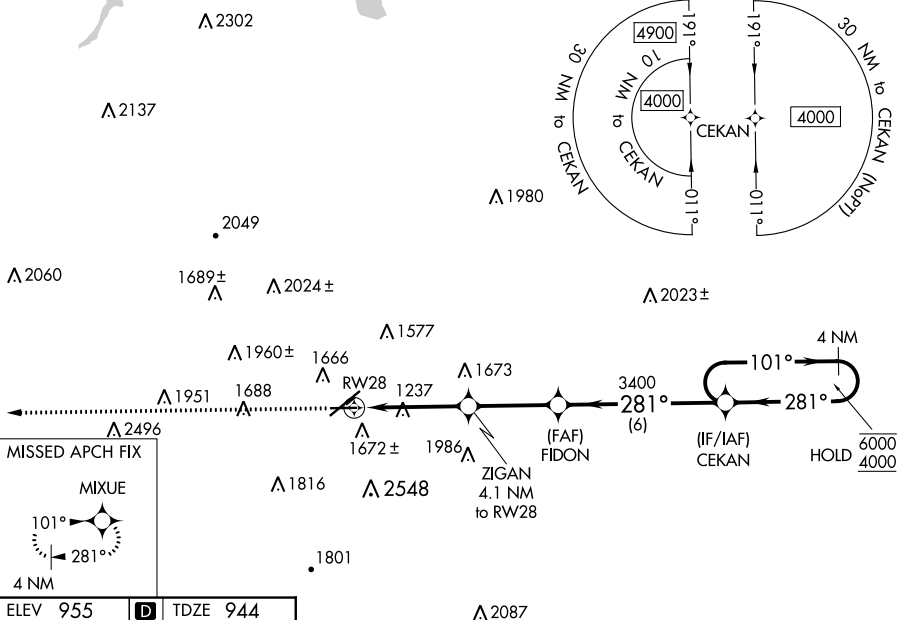 2302
30 NM to CEKAN
4900
10 NM to CEKAN
4000
191°
191°
CEKAN
4000
30 NM to CEKAN (NoPT)
011°
011°
2137
1980
2049
2060
1689±
2024±
2023±
1577
1960±
1666
1673
4 NM
101°
RW28
1951
1688
1237
3400
281°
(6)
281°
2496
1672±
1986
(FAF)
FIDON
(IF/IAF)
CEKAN
HOLD
6000
4000
ZIGAN
4.1 NM
to RW28
MISSED APCH FIX
MIXUE
101°
281°
4 NM
1816
2548
1801
2087
ELEV 955 D TDZE 944